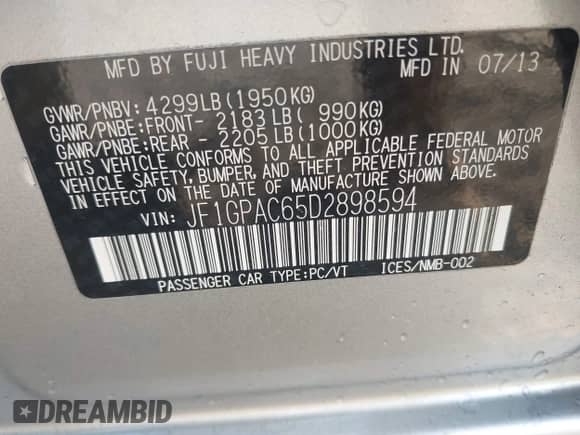 MFD BY FUJI HEAVY INDUSTRIES LTD.
MFD IN 07/13
GVWR/PNBV: 4299LB(1950KG)
GAWR/PNBE:FRONT- 2183LB( 990KG)
GAWR/PNBE:REAR - 2205LB(1000KG)
THIS VEHICLE CONFORMS TO ALL APPLICABLE FEDERAL MOTOR
VEHICLE SAFETY, BUMPER, AND THEFT PREVENTION STANDARDS
IN EFFECT ON THE DATE OF MANUFACTURE SHOWN ABOVE.
VIN: JF1GPAC65D2898594
PASSENGER CAR TYPE:PC/VT ICES/NMB-002
DREAMBID